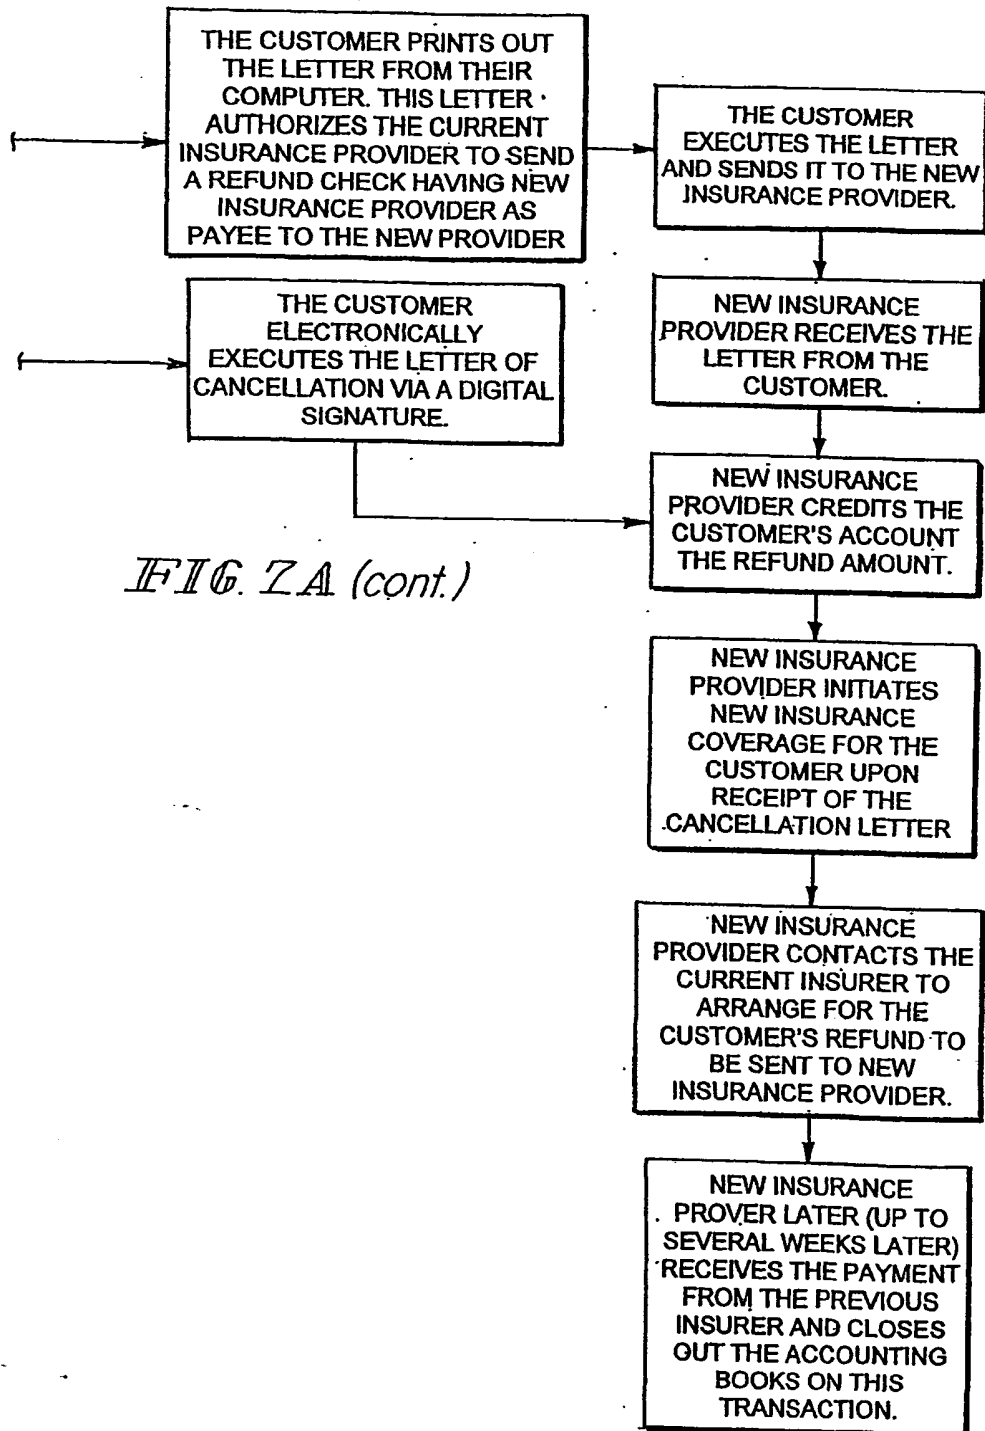 THE CUSTOMER PRINTS OUT
THE LETTER FROM THEIR
COMPUTER. THIS LETTER
AUTHORIZES THE CURRENT
INSURANCE PROVIDER TO SEND
A REFUND CHECK HAVING NEW
INSURANCE PROVIDER AS
PAYEE TO THE NEW PROVIDER
THE CUSTOMER
EXECUTES THE LETTER
AND SENDS IT TO THE NEW
INSURANCE PROVIDER.
THE CUSTOMER
ELECTRONICALLY
EXECUTES THE LETTER OF
CANCELLATION VIA A DIGITAL
SIGNATURE.
NEW INSURANCE
PROVIDER RECEIVES THE
LETTER FROM THE
CUSTOMER.
NEW INSURANCE
PROVIDER CREDITS THE
CUSTOMER'S ACCOUNT
THE REFUND AMOUNT.
FIG. 7A (cont.)
NEW INSURANCE
PROVIDER INITIATES
NEW INSURANCE
COVERAGE FOR THE
CUSTOMER UPON
RECEIPT OF THE
CANCELLATION LETTER
NEW INSURANCE
PROVIDER CONTACTS THE
CURRENT INSURER TO
ARRANGE FOR THE
CUSTOMER'S REFUND TO
BE SENT TO NEW
INSURANCE PROVIDER.
NEW INSURANCE
PROVER LATER (UP TO
SEVERAL WEEKS LATER)
RECEIVES THE PAYMENT
FROM THE PREVIOUS
INSURER AND CLOSES
OUT THE ACCOUNTING
BOOKS ON THIS
TRANSACTION.